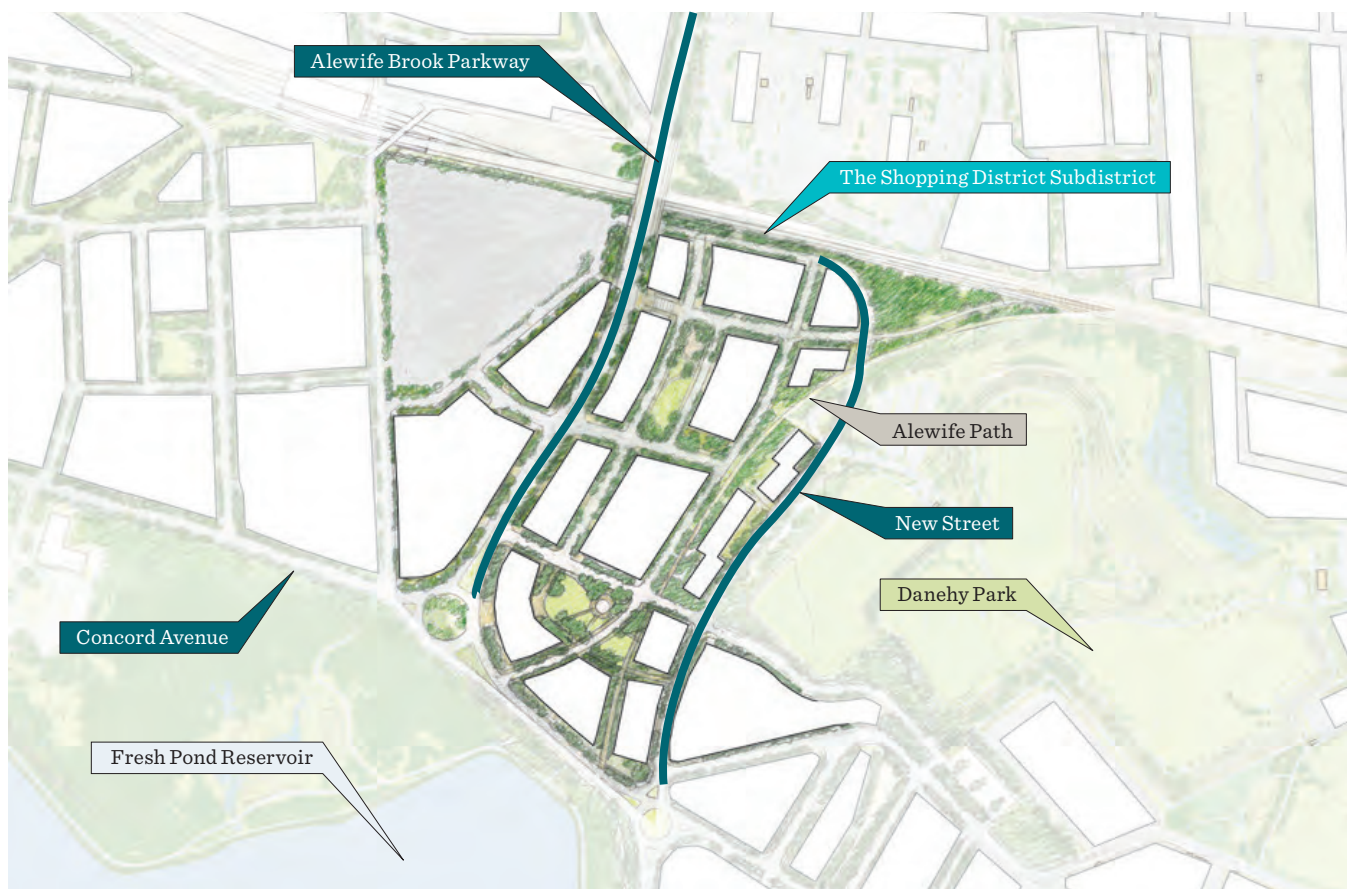 Alewife Brook Parkway
The Shopping District Subdistrict
Alewife Path
New Street
Danehy Park
Concord Avenue
Fresh Pond Reservoir